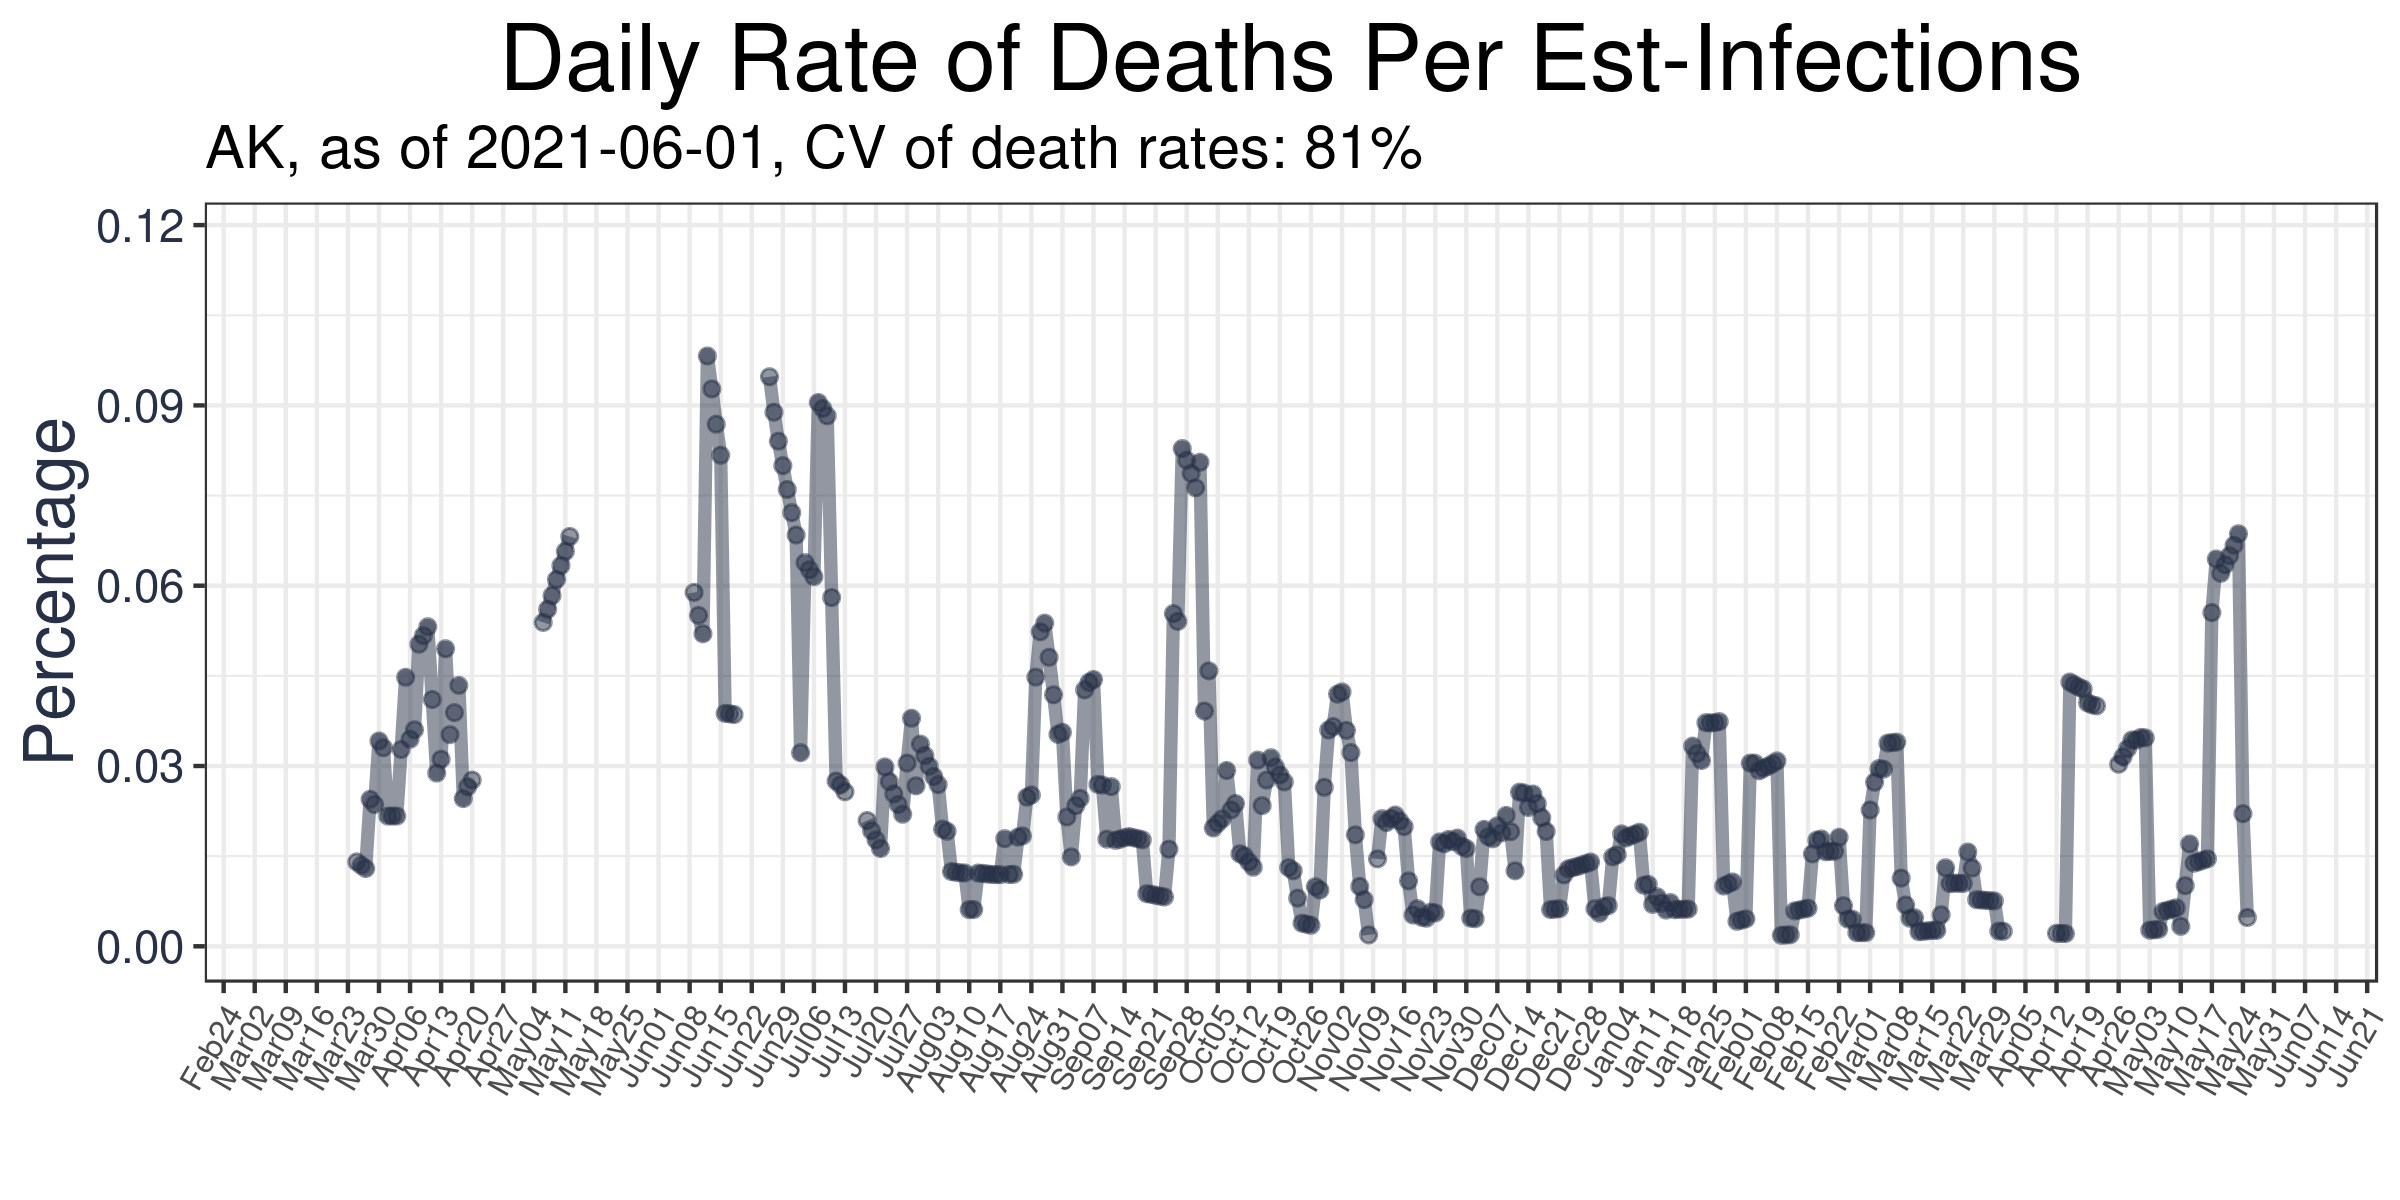 Daily Rate of Deaths Per Est-Infections
AK, as of 2021-06-01, CV of death rates: 81%
Percentage
0.12
0.09
0.06
0.03
0.00
Feb24
Mar02
Mar09
Mar16
Mar23
Mar30
Apr06
Apr13
Apr20
Apr27
May04
May11
May18
May25
Jun01
Jun08
Jun15
Jun22
Jun29
Jul06
Jul13
Jul20
Jul27
Aug03
Aug10
Aug17
Aug24
Aug31
Sep07
Sep14
Sep21
Sep28
Oct05
Oct12
Oct19
Oct26
Nov02
Nov09
Nov16
Nov23
Nov30
Dec07
Dec14
Dec21
Dec28
Jan04
Jan11
Jan18
Jan25
Feb01
Feb08
Feb15
Feb22
Mar01
Mar08
Mar15
Mar22
Mar29
Apr05
Apr12
Apr19
Apr26
May03
May10
May17
May24
May31
Jun07
Jun14
Jun21